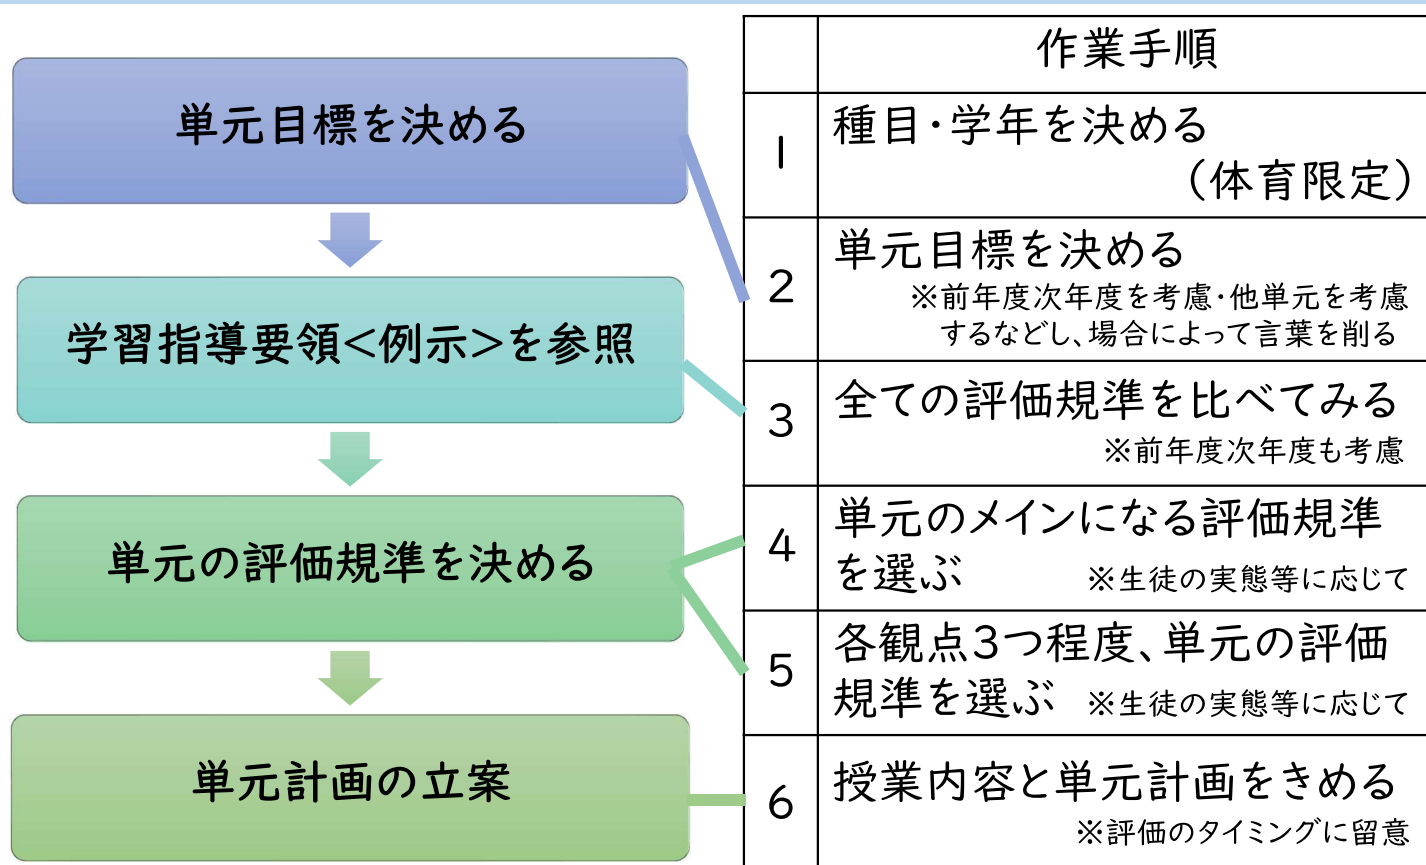 単元目標を決める
学習指導要領<例示>を参照
単元の評価規準を決める
単元計画の立案
作業手順
1
種目・学年を決める
(体育限定)
2
単元目標を決める
※前年度次年度を考慮・他単元を考慮
するなどし、場合によって言葉を削る
3
全ての評価規準を比べてみる
※前年度次年度も考慮
4
単元のメインになる評価規準
を選ぶ ※生徒の実態等に応じて
5
各観点3つ程度、単元の評価
規準を選ぶ ※生徒の実態等に応じて
6
授業内容と単元計画をきめる
※評価のタイミングに留意